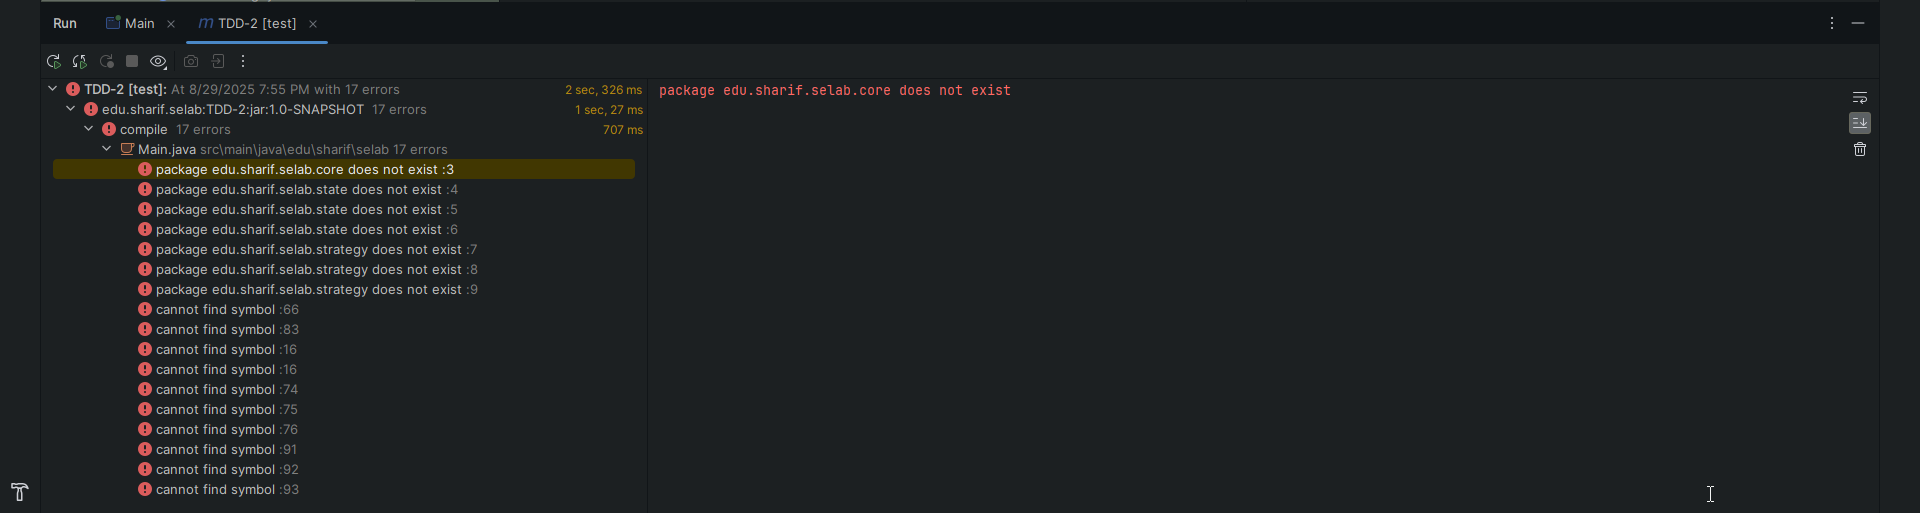 Run Main TDD-2 [test]
TDD-2 [test]: At 8/29/2025 7:55 PM with 17 errors 2 sec, 326 ms
edu.sharif.selab:TDD-2:jar:1.0-SNAPSHOT 17 errors 1 sec, 27 ms
compile 17 errors 707 ms
Main.java src\main\java\edu\sharif\selab 17 errors
package edu.sharif.selab.core does not exist :3
package edu.sharif.selab.state does not exist :4
package edu.sharif.selab.state does not exist :5
package edu.sharif.selab.state does not exist :6
package edu.sharif.selab.strategy does not exist :7
package edu.sharif.selab.strategy does not exist :8
package edu.sharif.selab.strategy does not exist :9
cannot find symbol :66
cannot find symbol :83
cannot find symbol :16
cannot find symbol :16
cannot find symbol :74
cannot find symbol :75
cannot find symbol :76
cannot find symbol :91
cannot find symbol :92
cannot find symbol :93
package edu.sharif.selab.core does not exist